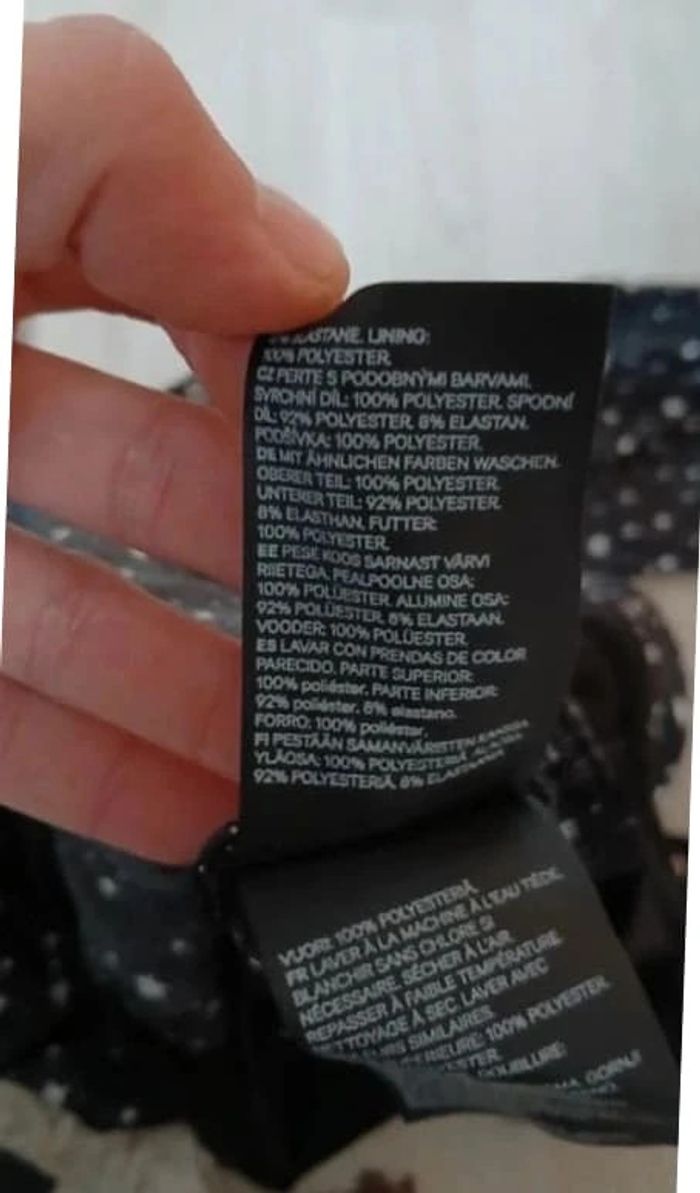 LINING:
100% POLYESTER.
CZ PERTE S PODOBNÝMI BARVAMI.
SVRCHNÍ DÍL: 100% POLYESTER. SPODNÍ
DÍL: 92% POLYESTER, 8% ELASTAN.
PODŠÍVKA: 100% POLYESTER.
DE MIT ÄHNLICHEN FARBEN WASCHEN.
OBERER TEIL: 100% POLYESTER.
UNTERER TEIL: 92% POLYESTER.
8% ELASTHAN. FUTTER:
100% POLYESTER.
EE PESE KOOS SARNAST VÄRVI
RIIETEGA. PEALPOOLNE OSA:
100% POLÜESTER. ALUMINE OSA:
92% POLÜESTER, 8% ELASTAAN.
VOODER: 100% POLÜESTER.
ES LAVAR CON PRENDAS DE COLOR
PARECIDO. PARTE SUPERIOR:
100% poliéster. PARTE INFERIOR:
92% poliéster. 8% elastano.
FORRO: 100% poliéster.
FI PESTÄÄN SAMANVÄRISTEN KANSSA.
YLÄOSA: 100% POLYESTERIÄ.
92% POLYESTERIÄ, 8%
VUORI: 100% POLYESTERIÄ.
FR LAVER À LA MACHINE À L'EAU TIÈDE.
BLANCHIR SANS CHLORE SI
NÉCESSAIRE. SÉCHER À L'AIR.
REPASSER À FAIBLE TEMPÉRATURE.
À SEC. LAVER AVEC
SIMILAIRES.
100% POLYESTER.